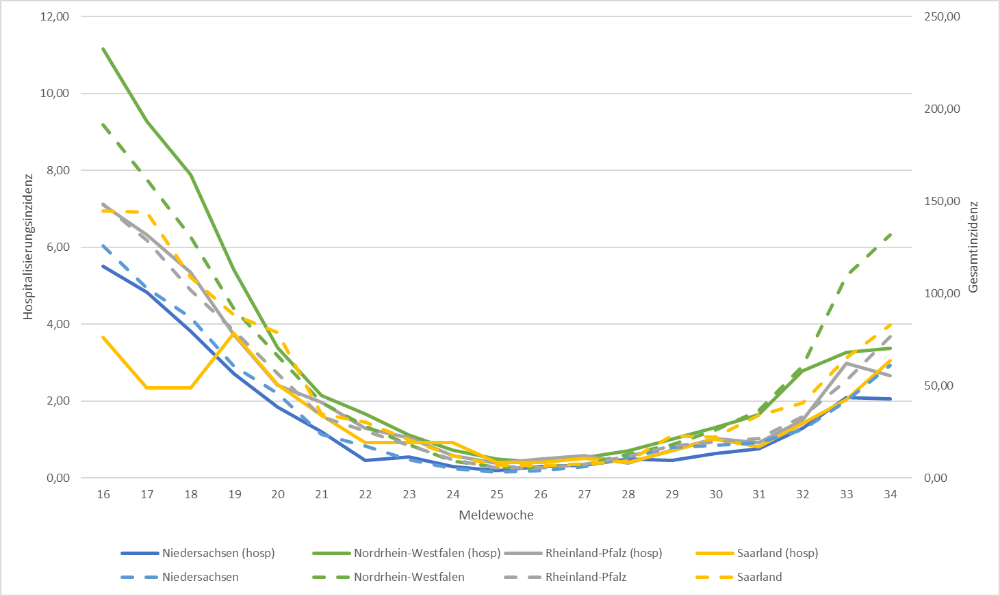 12,00
10,00
8,00
6,00
4,00
2,00
0,00
Hospitalisierungsinzidenz
250,00
200,00
150,00
100,00
50,00
0,00
Gesamtinzidenz
16 17 18 19 20 21 22 23 24 25 26 27 28 29 30 31 32 33 34
Meldewoche
Niedersachsen (hosp) Nordrhein-Westfalen (hosp) Rheinland-Pfalz (hosp) Saarland (hosp)
Niedersachsen Nordrhein-Westfalen Rheinland-Pfalz Saarland